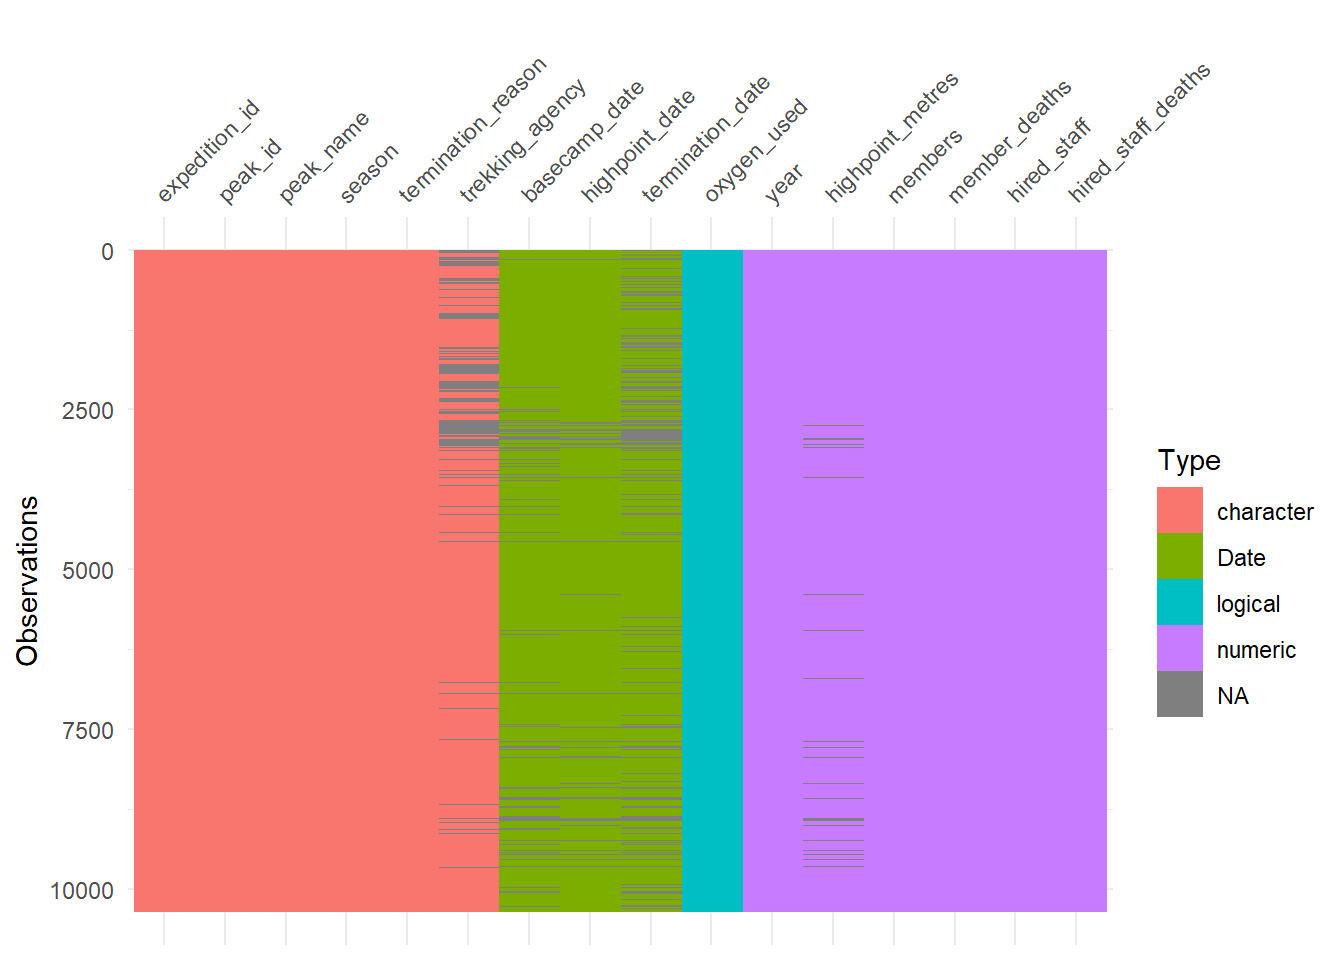 expedition_id
peak_id
peak_name
season
termination_reason
trekking_agency
basecamp_date
highpoint_date
termination_date
oxygen_used
year
highpoint_metres
members
member_deaths
hired_staff
hired_staff_deaths
0
2500
5000
7500
10000
Observations
Type
character
Date
logical
numeric
NA